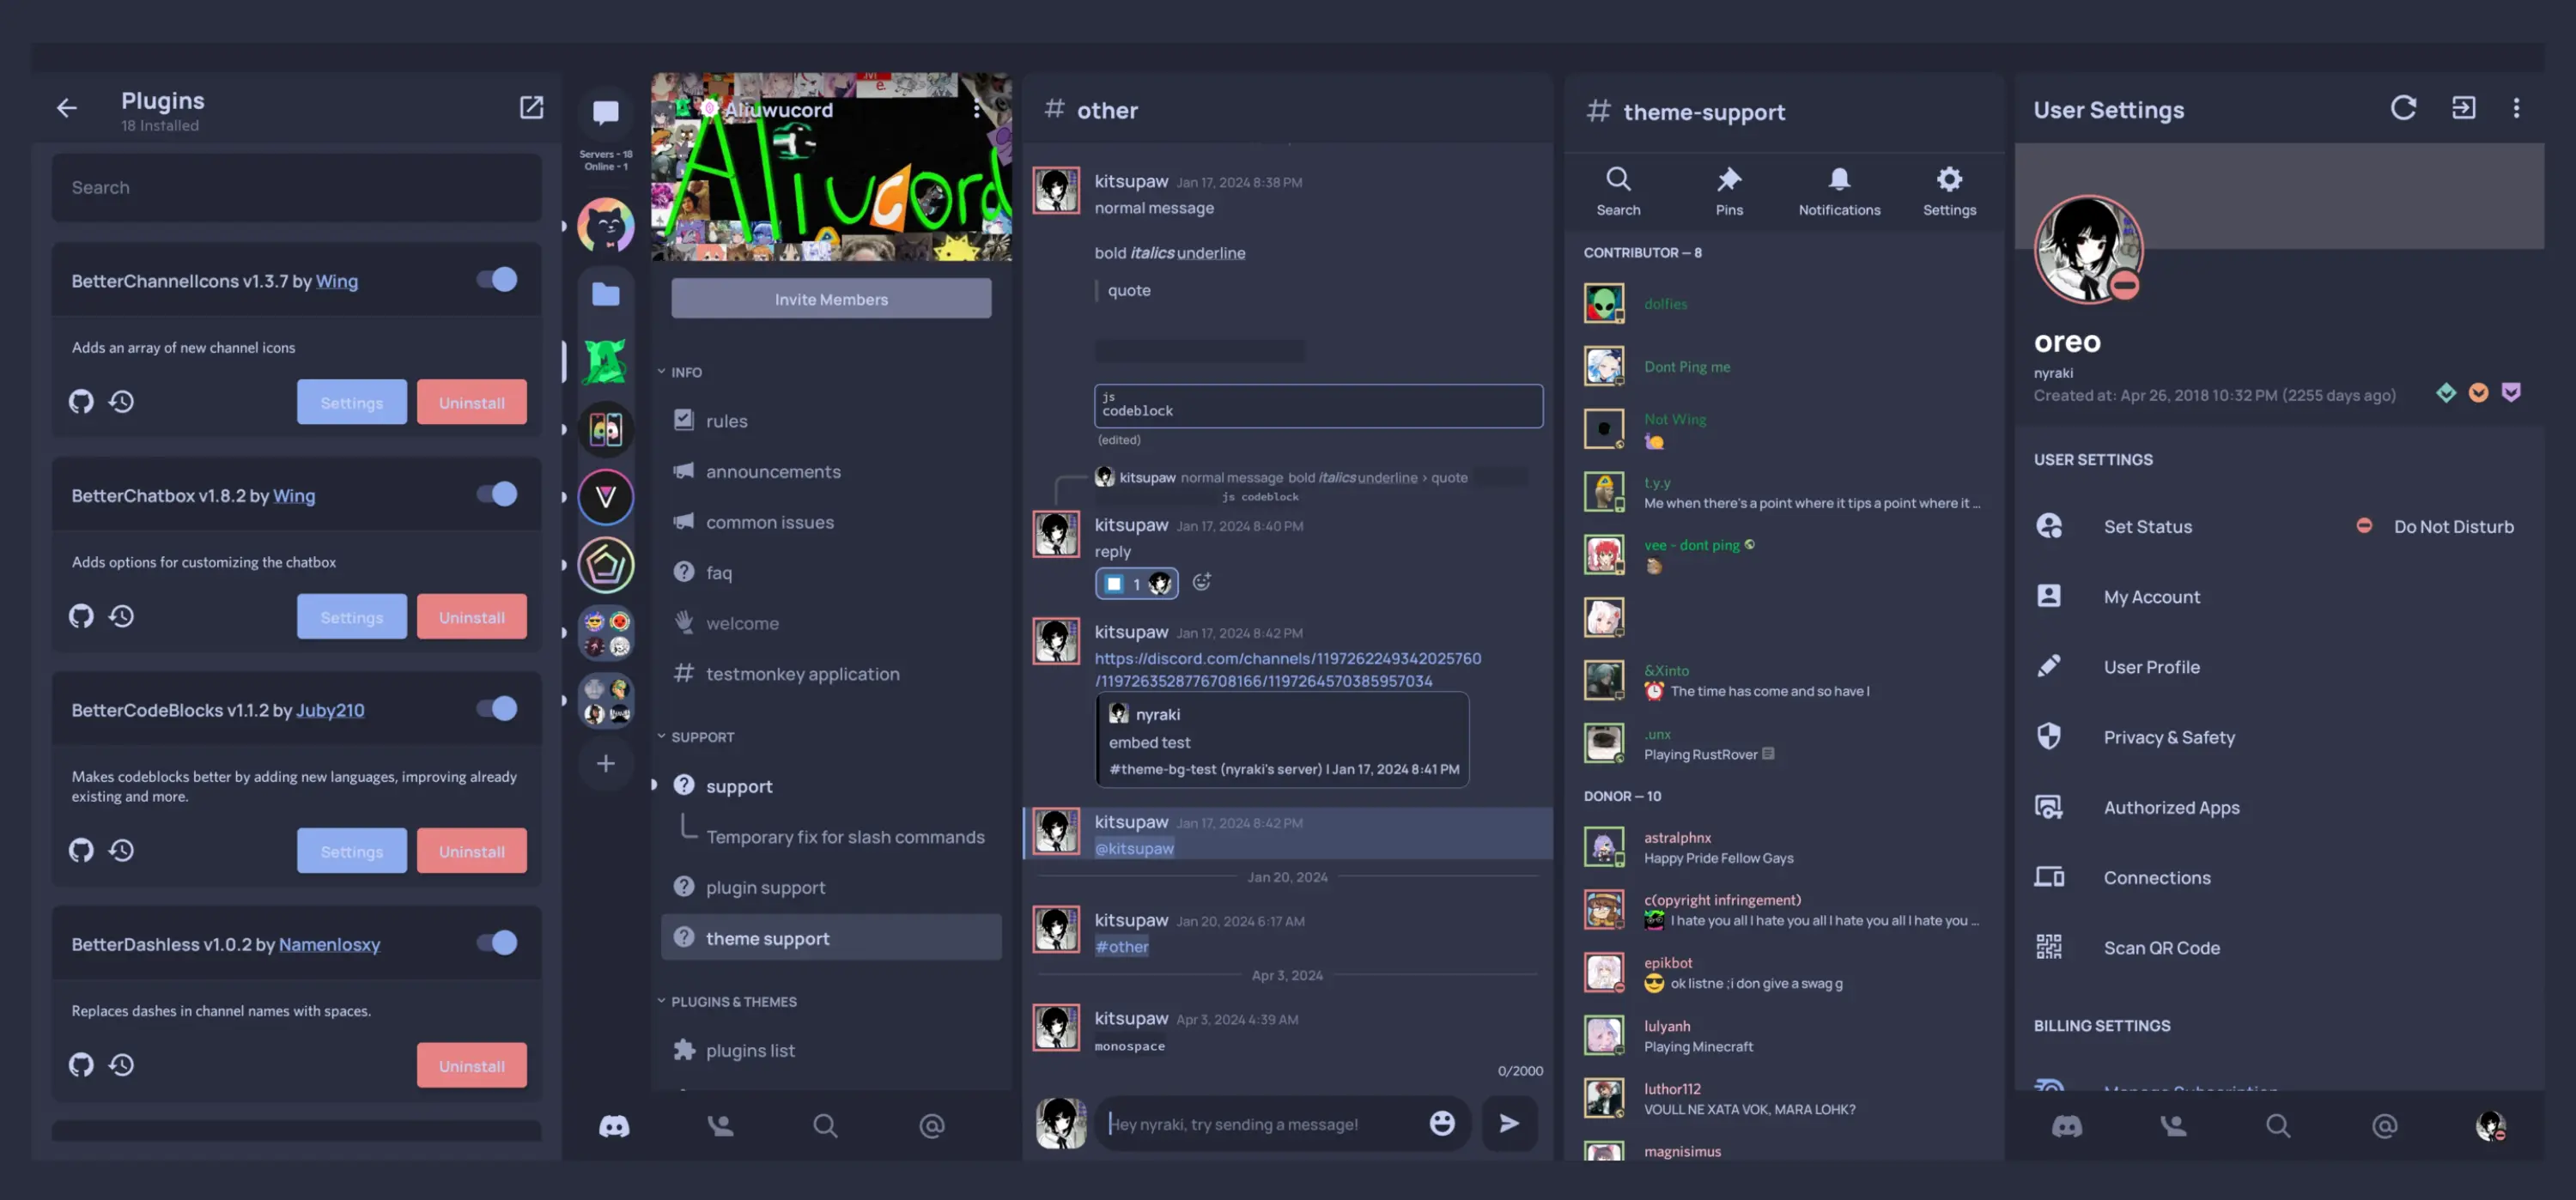 Plugins
18 Installed
Search
BetterChannelIcons v1.3.7 by Wing
Adds an array of new channel icons
Settings
Uninstall
BetterChatbox v1.8.2 by Wing
Adds options for customizing the chatbox
Settings
Uninstall
BetterCodeBlocks v1.1.2 by Juby210
Makes codeblocks better by adding new languages, improving already
existing and more.
Settings
Uninstall
BetterDashless v1.0.2 by Namenlosxy
Replaces dashes in channel names with spaces.
Uninstall
Servers - 18
Online - 1
Aliuwucord
Aliucord
Invite Members
INFO
rules
announcements
common issues
faq
welcome
testmonkey application
SUPPORT
support
Temporary fix for slash commands
plugin support
theme support
PLUGINS & THEMES
plugins list
other
kitsupaw Jan 17, 2024 8:38 PM
normal message
bold italics underline
quote
js
codeblock
(edited)
kitsupaw normal message bold italics underline › quote
js codeblock
kitsupaw Jan 17, 2024 8:40 PM
reply
1
kitsupaw Jan 17, 2024 8:42 PM
https://discord.com/channels/1197262249342025760
/1197263528776708166/1197264570385957034
nyraki
embed test
#theme-bg-test (nyraki's server) | Jan 17, 2024 8:41 PM
kitsupaw Jan 17, 2024 8:42 PM
@kitsupaw
Jan 20, 2024
kitsupaw Jan 20, 2024 6:17 AM
#other
Apr 3, 2024
kitsupaw Apr 3, 2024 4:39 AM
monospace
0/2000
Hey nyraki, try sending a message!
theme-support
Search
Pins
Notifications
Settings
CONTRIBUTOR — 8
dolfies
Dont Ping me
Not Wing
t.y.y
Me when there's a point where it tips a point where it ...
vee - dont ping
&Xinto
The time has come and so have I
.unx
Playing RustRover
DONOR — 10
astralphnx
Happy Pride Fellow Gays
c(opyright infringement)
I hate you all I hate you all I hate you all I hate you ...
epikbot
ok listne ;i don give a swag g
lulyanh
Playing Minecraft
luthor112
VOULL NE XATA VOK, MARA LOHK?
magnisimus
User Settings
oreo
nyraki
Created at: Apr 26, 2018 10:32 PM (2255 days ago)
USER SETTINGS
Set Status
Do Not Disturb
My Account
User Profile
Privacy & Safety
Authorized Apps
Connections
Scan QR Code
BILLING SETTINGS